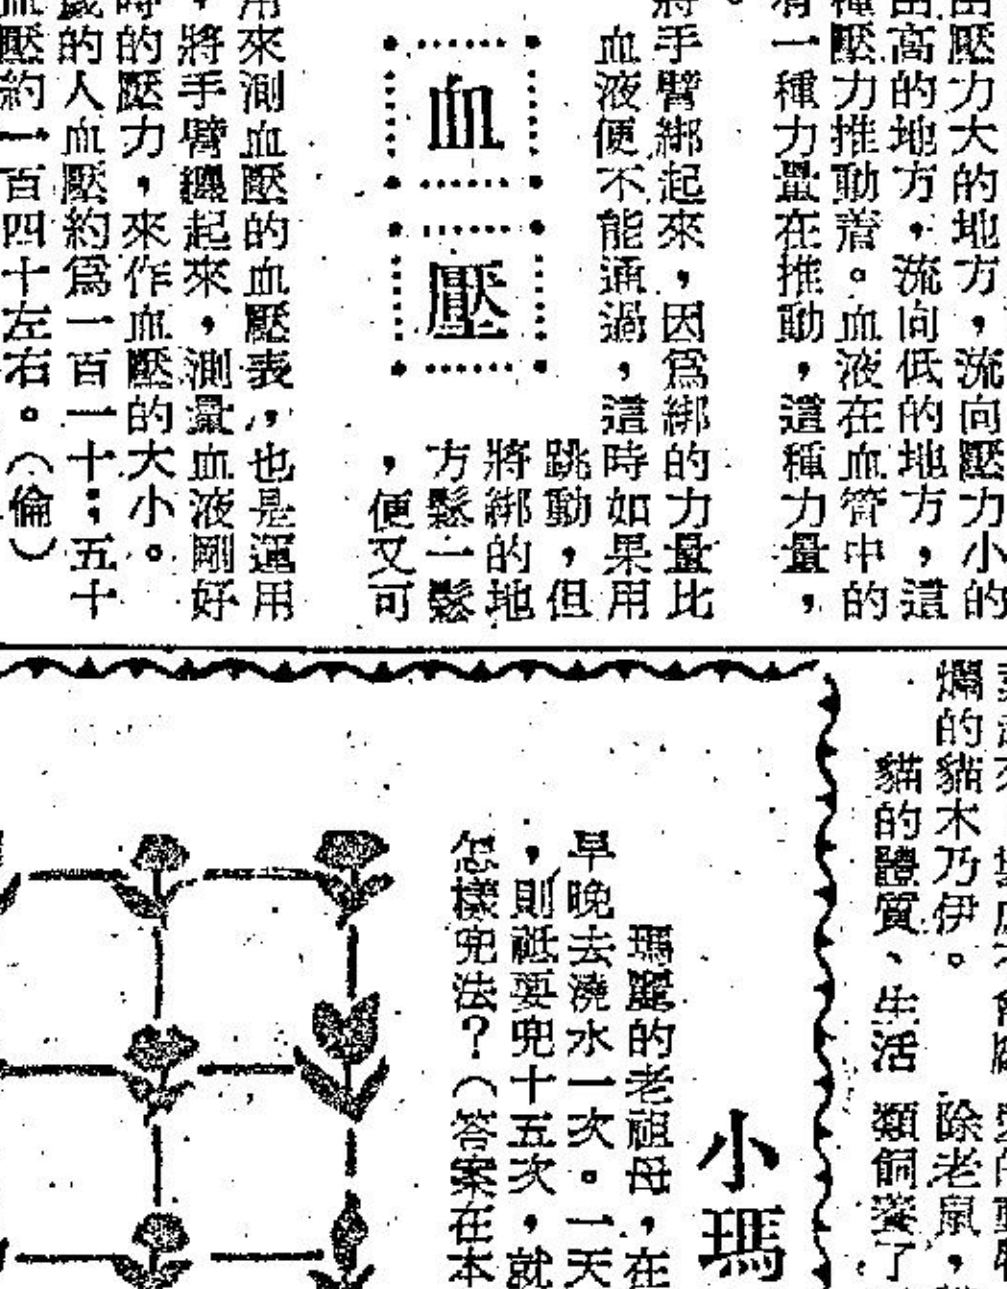 由壓力大的地方，流向壓力小的
高的地方，流向低的地方，這
種壓力推動着。血液在血管中的
有一種力量在推動，這種力量，
血壓
將手臂綁起來，因爲綁的力量比
血液便不能通過，這時如果用
跳動，但
將綁的地
方鬆一鬆
，便又可
用來測血壓的血壓表，也是運用
，將手臂纏起來，測量血液剛好
時的壓力，來作血壓的大小。
歲的人血壓約爲一百一十；五十
血壓約一百四十左右。（倫）
爛的貓木乃伊。
貓的體質、生活
除老鼠，
類飼養了
小瑪
瑪麗的老祖母，在
早晚去澆水一次。一天
，則祗要兜十五次，就
怎樣兜法？（答案在本